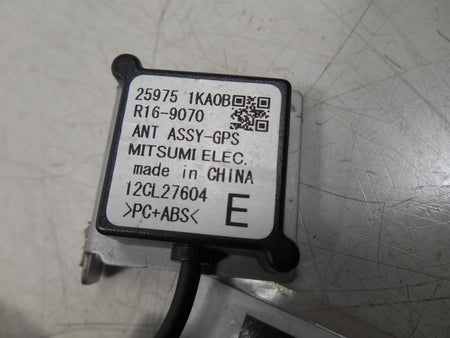 25975 1KA0B
R16-9070
ANT ASSY-GPS
MITSUMI ELEC.
made in CHINA
12CL27604
>PC+ABS<
E